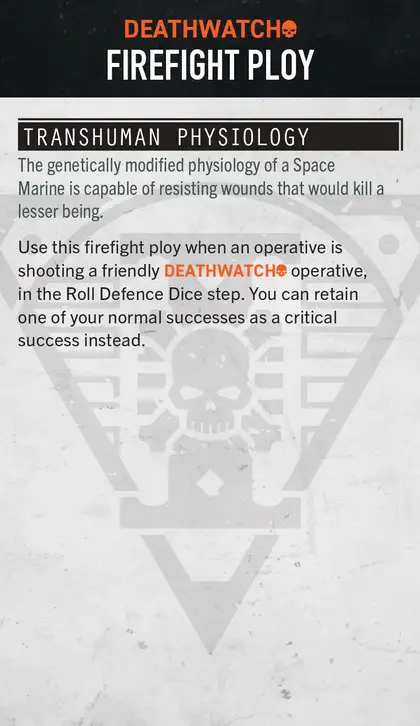 DEATHWATCH
FIREFIGHT PLOY
TRANSHUMAN PHYSIOLOGY
The genetically modified physiology of a Space
Marine is capable of resisting wounds that would kill a
lesser being.
Use this firefight ploy when an operative is
shooting a friendly DEATHWATCH operative,
in the Roll Defence Dice step. You can retain
one of your normal successes as a critical
success instead.